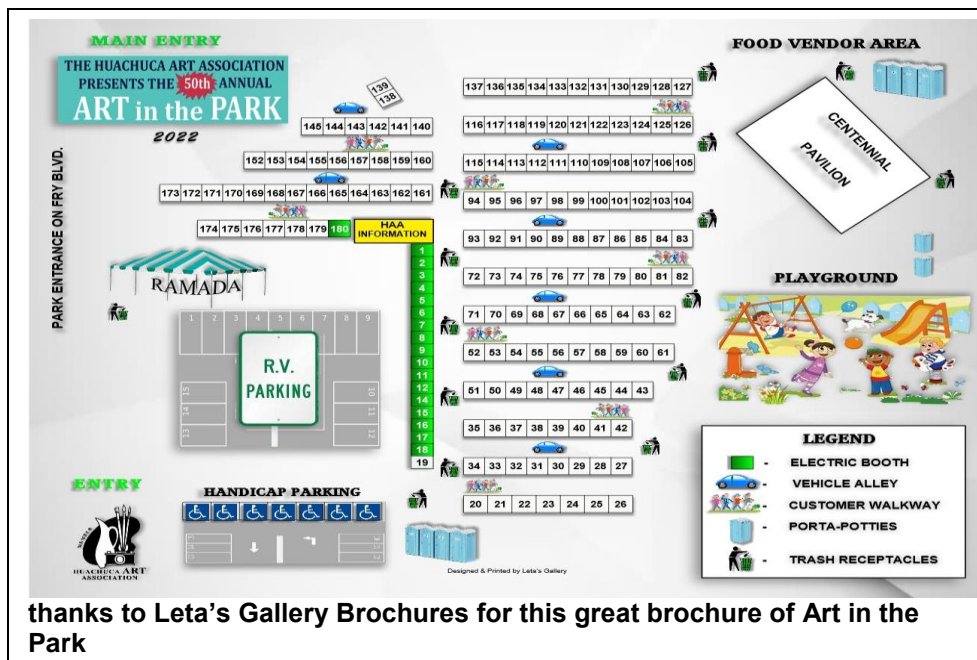 MAIN ENTRY
THE HUACHUCA ART ASSOCIATION
PRESENTS THE 50th ANNUAL
ART in the PARK
2022
PARK ENTRANCE ON FRY BLVD.
139
138
145 144 143 142 141 140
152 153 154 155 156 157 158 159 160
173 172 171 170 169 168 167 166 165 164 163 162 161
174 175 176 177 178 179 180
HAA
INFORMATION
1
2
3
4
5
6
7
8
9
10
11
12
14
15
16
17
18
19
RAMADA
1 2 3 4 5 6 7 8 9
15
14
13
R.V.
PARKING
10
11
12
ENTRY
HUACHUCA ART
ASSOCIATION
HANDICAP PARKING
137 136 135 134 133 132 131 130 129 128 127
116 117 118 119 120 121 122 123 124 125 126
115 114 113 112 111 110 109 108 107 106 105
94 95 96 97 98 99 100 101 102 103 104
93 92 91 90 89 88 87 86 85 84 83
72 73 74 75 76 77 78 79 80 81 82
71 70 69 68 67 66 65 64 63 62
52 53 54 55 56 57 58 59 60 61
51 50 49 48 47 46 45 44 43
35 36 37 38 39 40 41 42
34 33 32 31 30 29 28 27
20 21 22 23 24 25 26
Designed & Printed by Leta's Gallery
FOOD VENDOR AREA
CENTENNIAL
PAVILION
PLAYGROUND
LEGEND
- ELECTRIC BOOTH
- VEHICLE ALLEY
- CUSTOMER WALKWAY
- PORTA-POTTIES
- TRASH RECEPTACLES
thanks to Leta’s Gallery Brochures for this great brochure of Art in the
Park